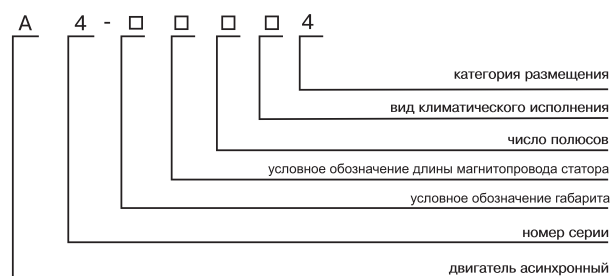 А 4 - □ □ □ □ 4
категория размещения
вид климатического исполнения
число полюсов
условное обозначение длины магнитопровода статора
условное обозначение габарита
номер серии
двигатель асинхронный